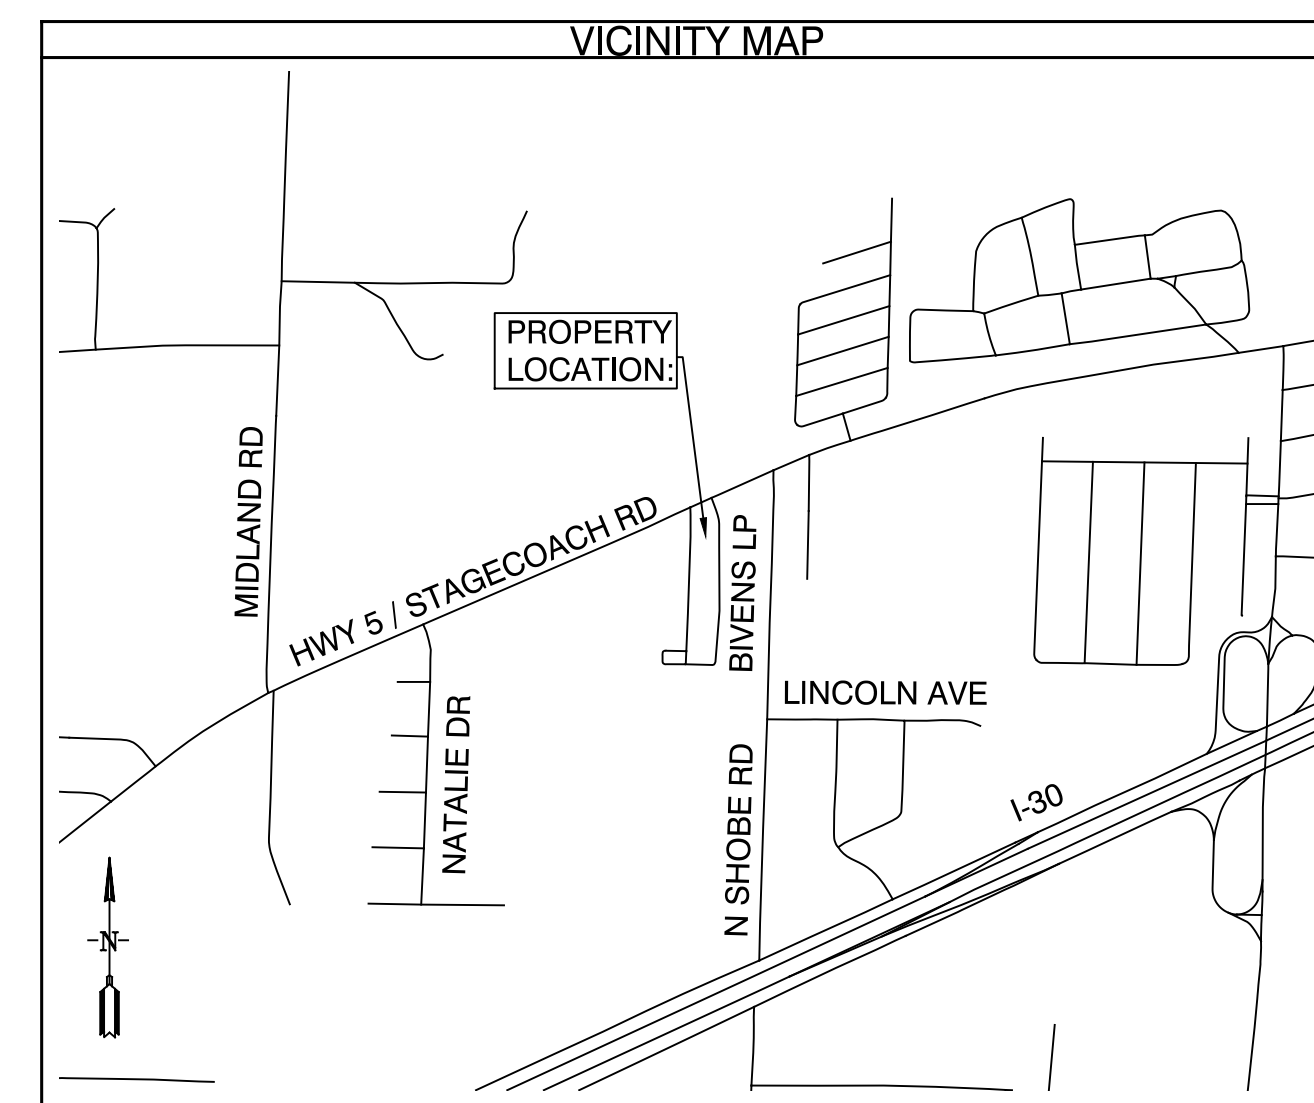 VICINITY MAP
PROPERTY
LOCATION:
MIDLAND RD
HWY 5 / STAGECOACH RD
BIVENS LP
LINCOLN AVE
NATALIE DR
N SHOBE RD
I-30
N